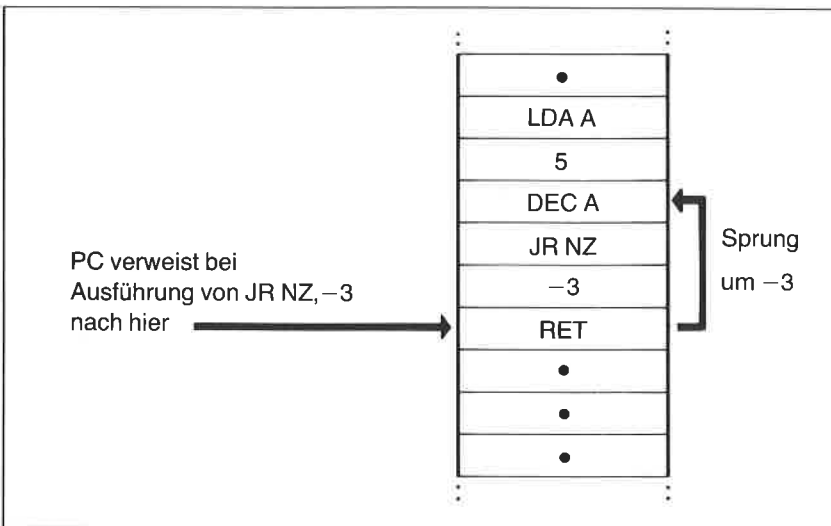 •
LDA A
5
DEC A
JR NZ
−3
RET
•
•
•
PC verweist bei
Ausführung von JR NZ,−3
nach hier
Sprung
um −3